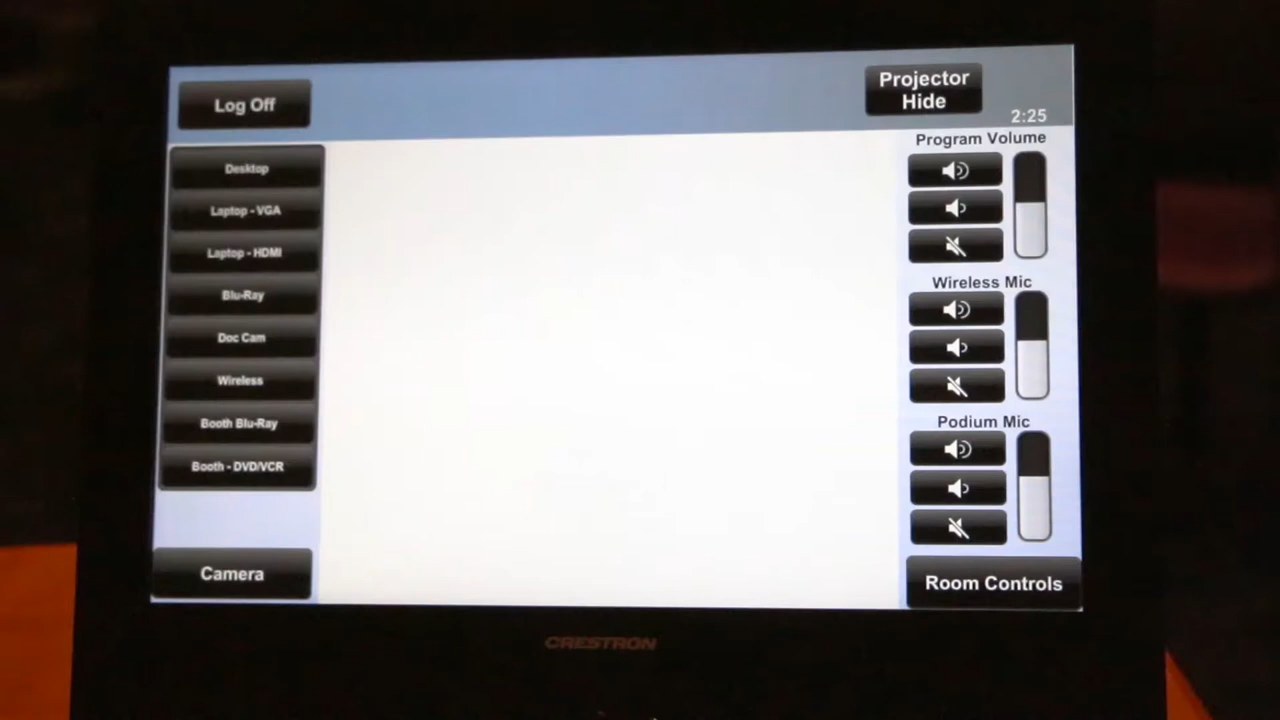 Log Off
Projector
Hide
2:25
Desktop
Laptop - VGA
Laptop - HDMI
Blu-Ray
Doc Cam
Wireless
Booth Blu-Ray
Booth - DVD/VCR
Camera
Program Volume
Wireless Mic
Podium Mic
Room Controls
CRESTRON